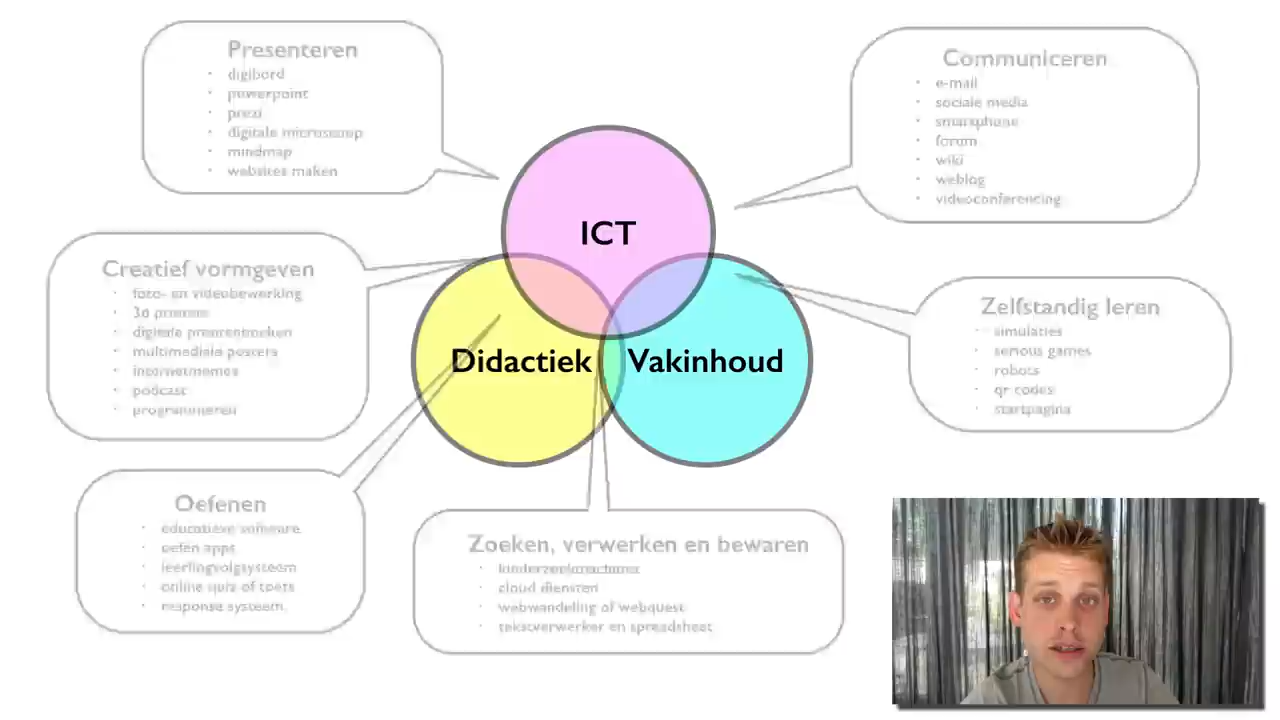 Presenteren
digibord
powerpoint
prezi
digitale microscoop
mindmap
websites maken
Communiceren
e-mail
sociale media
smartphone
forum
wiki
weblog
videoconferencing
ICT
Didactiek
Vakinhoud
Creatief vormgeven
foto- en videobewerking
3d printen
digitale prentenboeken
multimediale posters
internetmemes
podcast
programmeren
Zelfstandig leren
simulaties
serious games
robots
qr codes
startpagina
Oefenen
educatieve software
oefen apps
leerlingvolgsysteem
online quiz of toets
response systeem
Zoeken, verwerken en bewaren
kinderzoekmachines
cloud diensten
webwandeling of webquest
tekstverwerker en spreadsheet